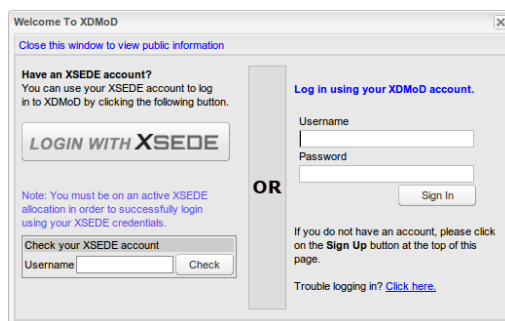 Welcome To XDMoD
Close this window to view public information
Have an XSEDE account?
You can use your XSEDE account to log
in to XDMoD by clicking the following button.
LOGIN WITH XSEDE
Note: You must be on an active XSEDE
allocation in order to successfully login
using your XSEDE credentials.
Check your XSEDE account
Username
Check
OR
Log in using your XDMoD account.
Username
Password
Sign In
If you do not have an account, please click
on the Sign Up button at the top of this
page.
Trouble logging in? Click here.